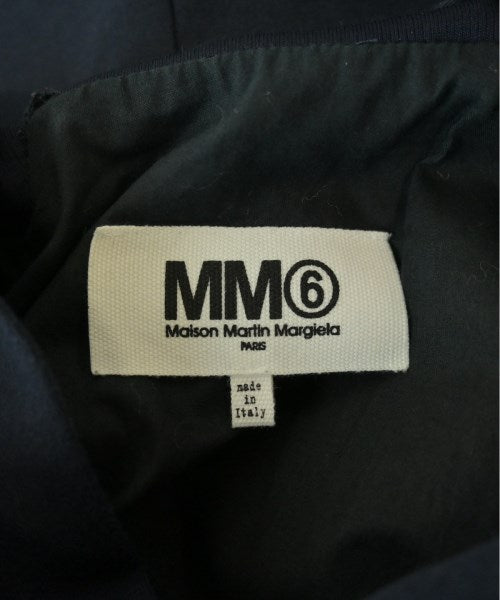 MM⑥
Maison Martin Margiela
PARIS
made
in
Italy